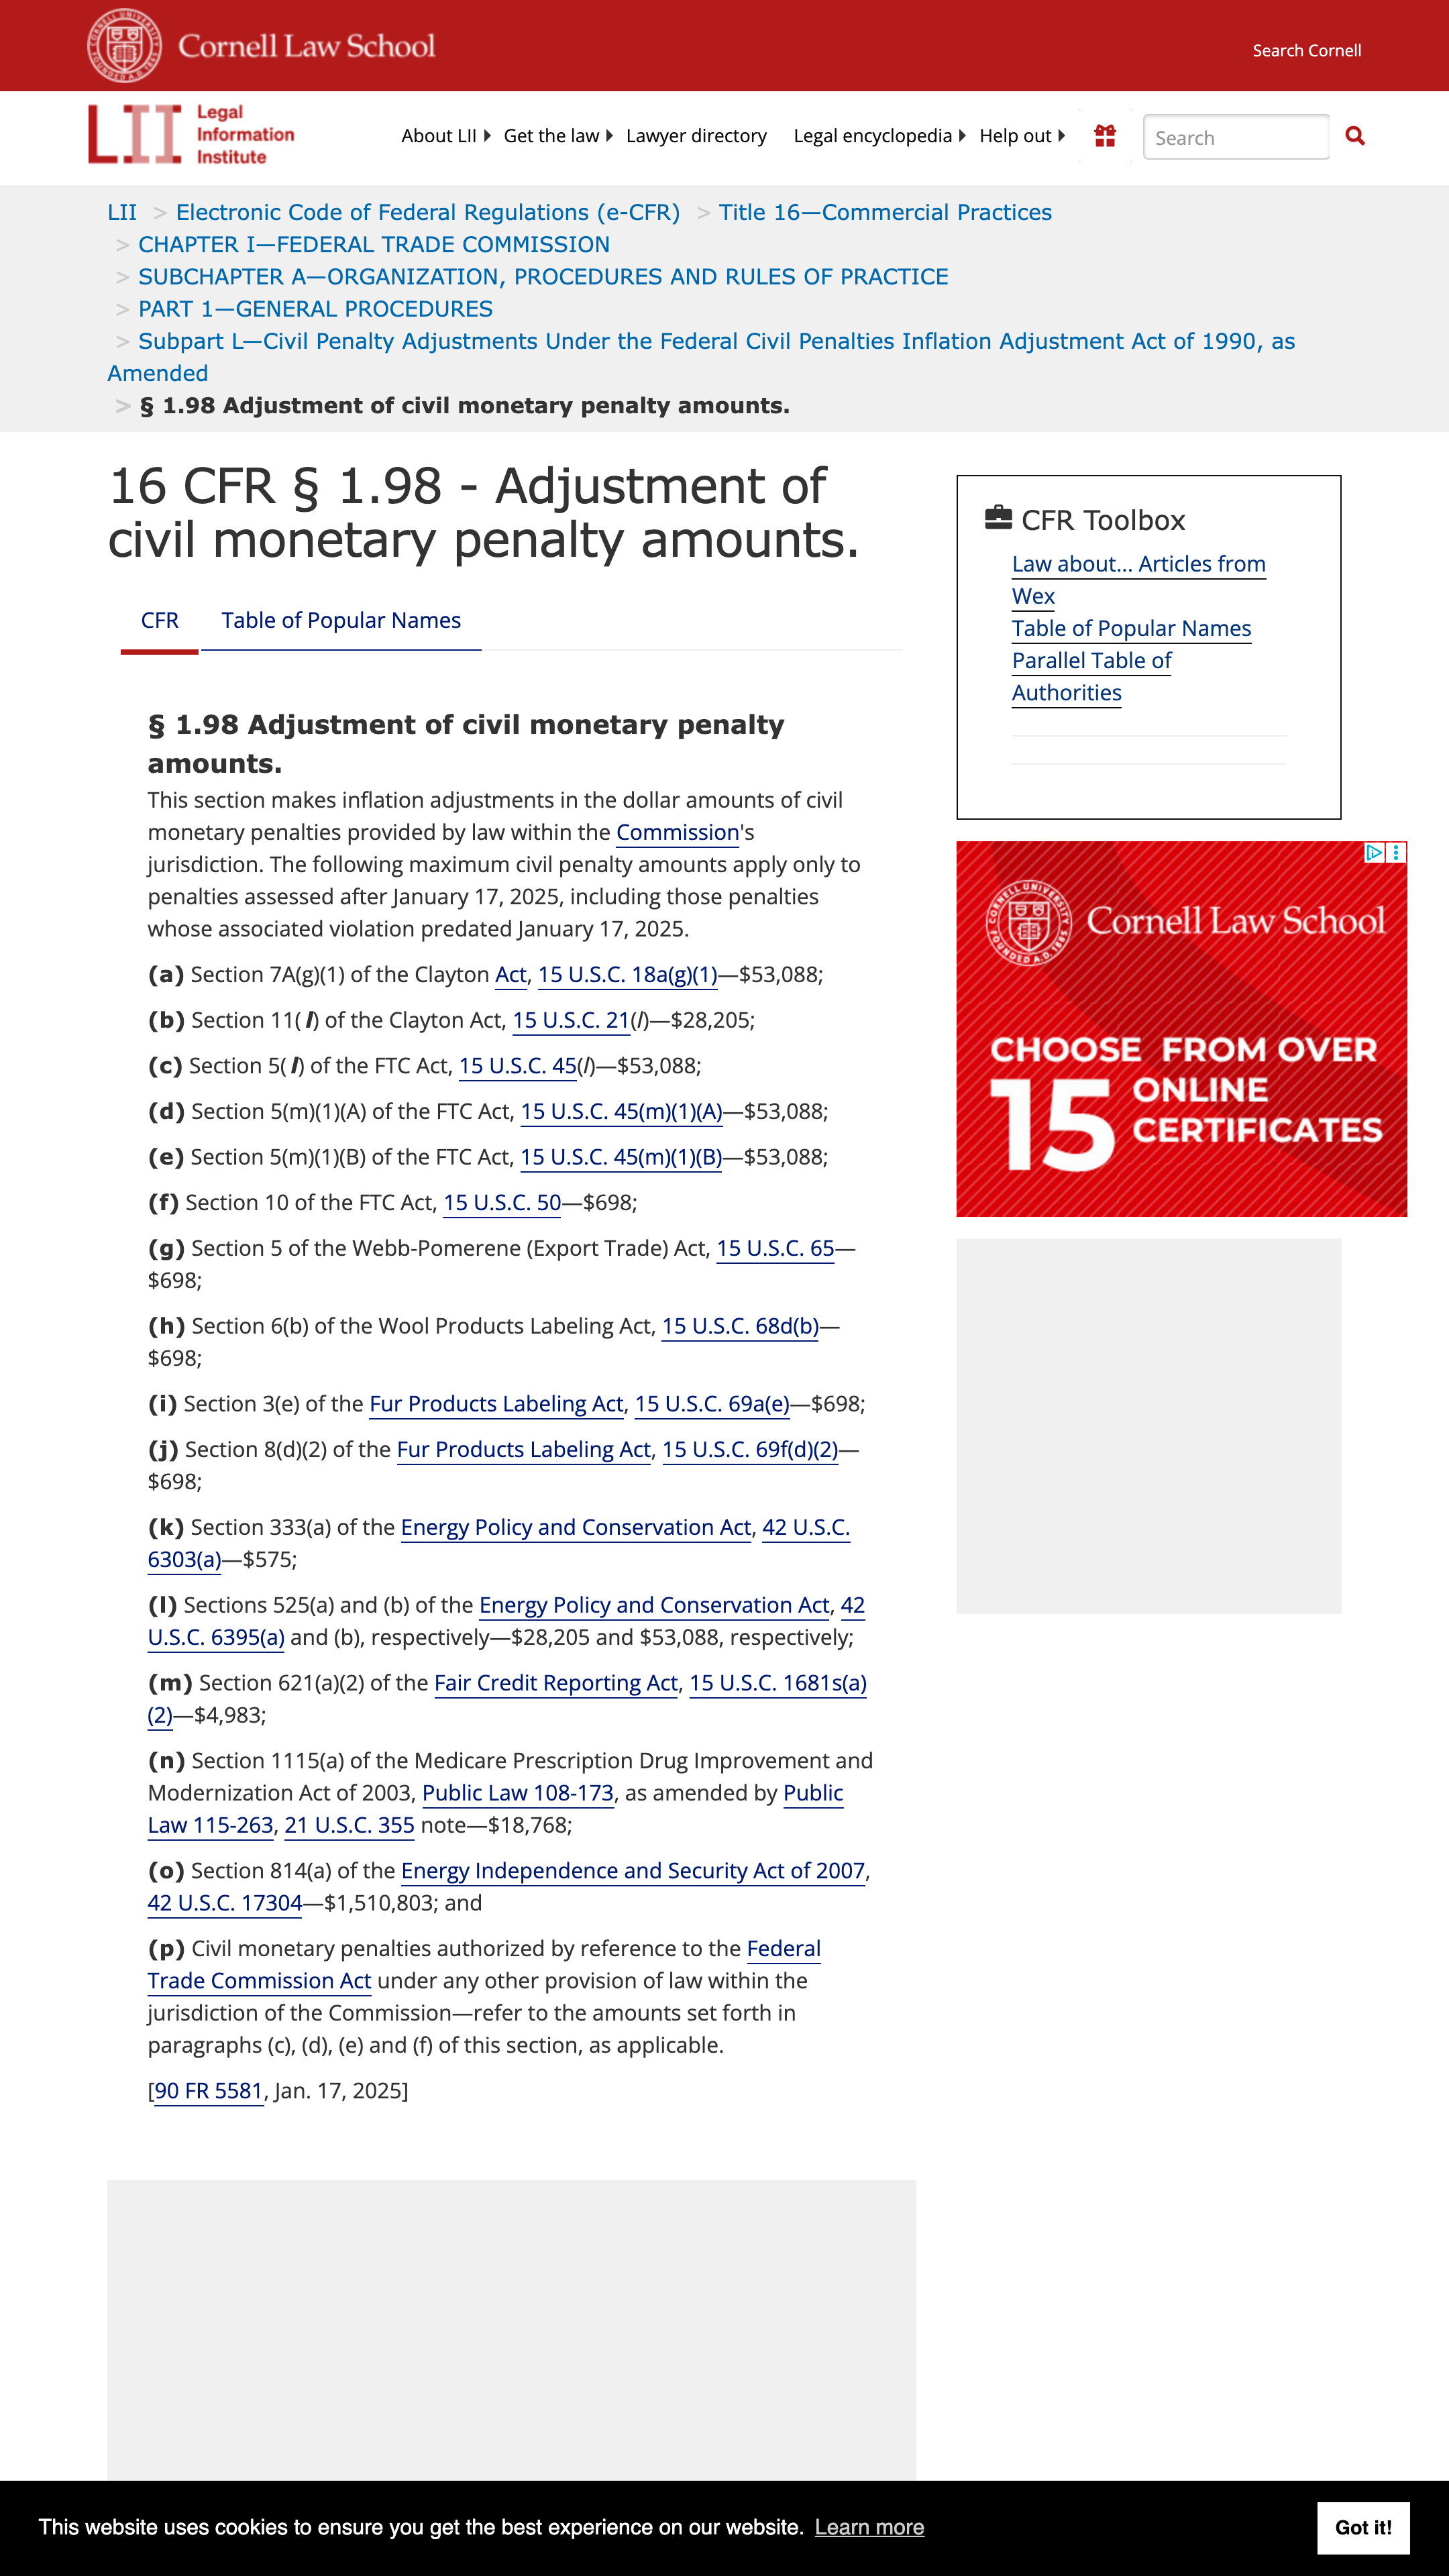 Cornell Law School
Search Cornell
LII
Legal
Information
Institute
About LII
Get the law
Lawyer directory
Legal encyclopedia
Help out
Search
LII > Electronic Code of Federal Regulations (e-CFR) > Title 16—Commercial Practices
> CHAPTER I—FEDERAL TRADE COMMISSION
> SUBCHAPTER A—ORGANIZATION, PROCEDURES AND RULES OF PRACTICE
> PART 1—GENERAL PROCEDURES
> Subpart L—Civil Penalty Adjustments Under the Federal Civil Penalties Inflation Adjustment Act of 1990, as
Amended
> § 1.98 Adjustment of civil monetary penalty amounts.
16 CFR § 1.98 - Adjustment of
civil monetary penalty amounts.
CFR
Table of Popular Names
§ 1.98 Adjustment of civil monetary penalty
amounts.
This section makes inflation adjustments in the dollar amounts of civil
monetary penalties provided by law within the Commission's
jurisdiction. The following maximum civil penalty amounts apply only to
penalties assessed after January 17, 2025, including those penalties
whose associated violation predated January 17, 2025.
(a) Section 7A(g)(1) of the Clayton Act, 15 U.S.C. 18a(g)(1)—$53,088;
(b) Section 11( l) of the Clayton Act, 15 U.S.C. 21(l)—$28,205;
(c) Section 5( l) of the FTC Act, 15 U.S.C. 45(l)—$53,088;
(d) Section 5(m)(1)(A) of the FTC Act, 15 U.S.C. 45(m)(1)(A)—$53,088;
(e) Section 5(m)(1)(B) of the FTC Act, 15 U.S.C. 45(m)(1)(B)—$53,088;
(f) Section 10 of the FTC Act, 15 U.S.C. 50—$698;
(g) Section 5 of the Webb-Pomerene (Export Trade) Act, 15 U.S.C. 65—
$698;
(h) Section 6(b) of the Wool Products Labeling Act, 15 U.S.C. 68d(b)—
$698;
(i) Section 3(e) of the Fur Products Labeling Act, 15 U.S.C. 69a(e)—$698;
(j) Section 8(d)(2) of the Fur Products Labeling Act, 15 U.S.C. 69f(d)(2)—
$698;
(k) Section 333(a) of the Energy Policy and Conservation Act, 42 U.S.C.
6303(a)—$575;
(l) Sections 525(a) and (b) of the Energy Policy and Conservation Act, 42
U.S.C. 6395(a) and (b), respectively—$28,205 and $53,088, respectively;
(m) Section 621(a)(2) of the Fair Credit Reporting Act, 15 U.S.C. 1681s(a)
(2)—$4,983;
(n) Section 1115(a) of the Medicare Prescription Drug Improvement and
Modernization Act of 2003, Public Law 108-173, as amended by Public
Law 115-263, 21 U.S.C. 355 note—$18,768;
(o) Section 814(a) of the Energy Independence and Security Act of 2007,
42 U.S.C. 17304—$1,510,803; and
(p) Civil monetary penalties authorized by reference to the Federal
Trade Commission Act under any other provision of law within the
jurisdiction of the Commission—refer to the amounts set forth in
paragraphs (c), (d), (e) and (f) of this section, as applicable.
[90 FR 5581, Jan. 17, 2025]
CFR Toolbox
Law about... Articles from
Wex
Table of Popular Names
Parallel Table of
Authorities
CORNELL UNIVERSITY
FOUNDED A.D. 1865
Cornell Law School
CHOOSE FROM OVER
15 ONLINE
CERTIFICATES
This website uses cookies to ensure you get the best experience on our website. Learn more
Got it!